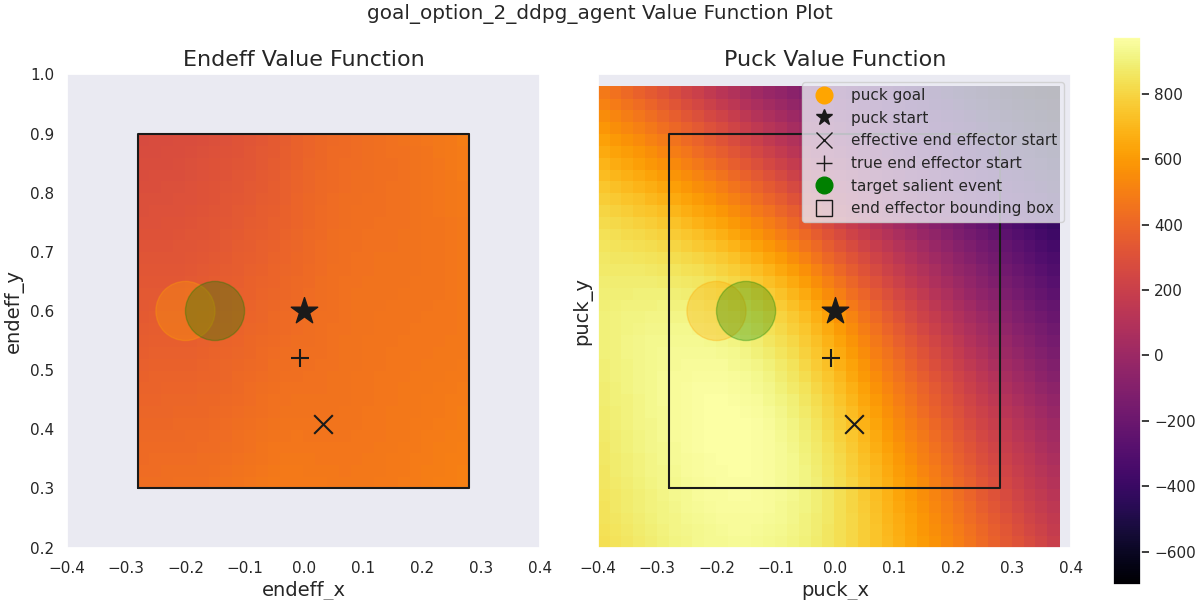 goal_option_2_ddpg_agent Value Function Plot
Endeff Value Function
1.0
0.9
0.8
0.7
0.6
0.5
0.4
0.3
0.2
endeff_y
−0.4 −0.3 −0.2 −0.1 0.0 0.1 0.2 0.3 0.4
endeff_x
Puck Value Function
puck goal
puck start
effective end effector start
true end effector start
target salient event
end effector bounding box
puck_y
−0.4 −0.3 −0.2 −0.1 0.0 0.1 0.2 0.3 0.4
puck_x
800
600
400
200
0
−200
−400
−600